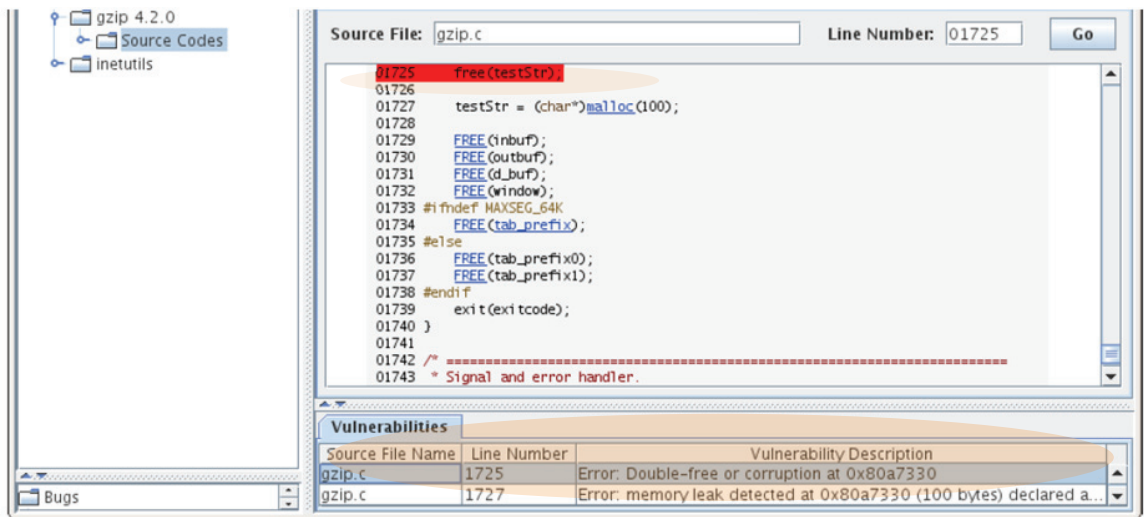 gzip 4.2.0
Source Codes
inetutils
Source File: gzip.c Line Number: 01725 Go
01725 free(testStr);
01726
01727 testStr = (char*)malloc(100);
01728
01729 FREE(inbuf);
01730 FREE(outbuf);
01731 FREE(d_buf);
01732 FREE(window);
01733 #ifndef MAXSEG_64K
01734 FREE(tab_prefix);
01735 #else
01736 FREE(tab_prefix0);
01737 FREE(tab_prefix1);
01738 #endif
01739 exit(exitcode);
01740 }
01741
01742 /* ========================================================================
01743 * Signal and error handler.
Vulnerabilities
Source File Name Line Number Vulnerability Description
gzip.c 1725 Error: Double-free or corruption at 0x80a7330
gzip.c 1727 Error: memory leak detected at 0x80a7330 (100 bytes) declared a...
Bugs